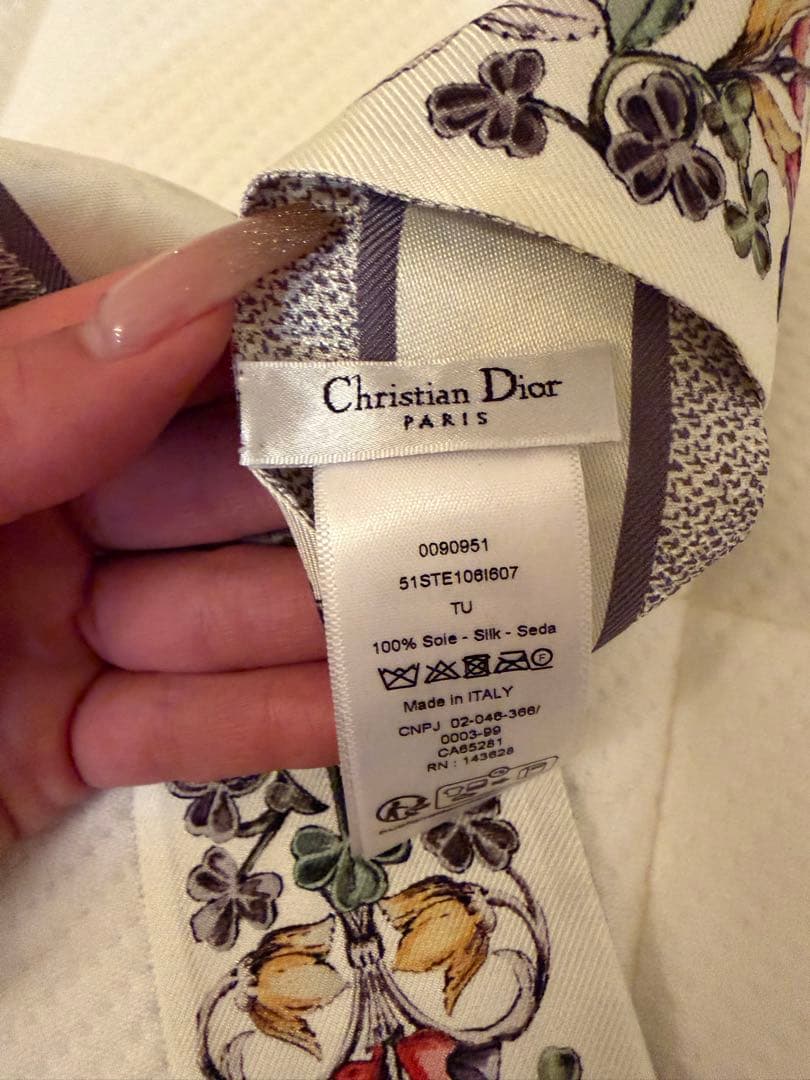 Christian Dior
PARIS
0090951
51STE106I607
TU
100% Soie - Silk - Seda
F
Made in ITALY
CNPJ 02-046-366/
0003-99
CA65281
RN : 143628